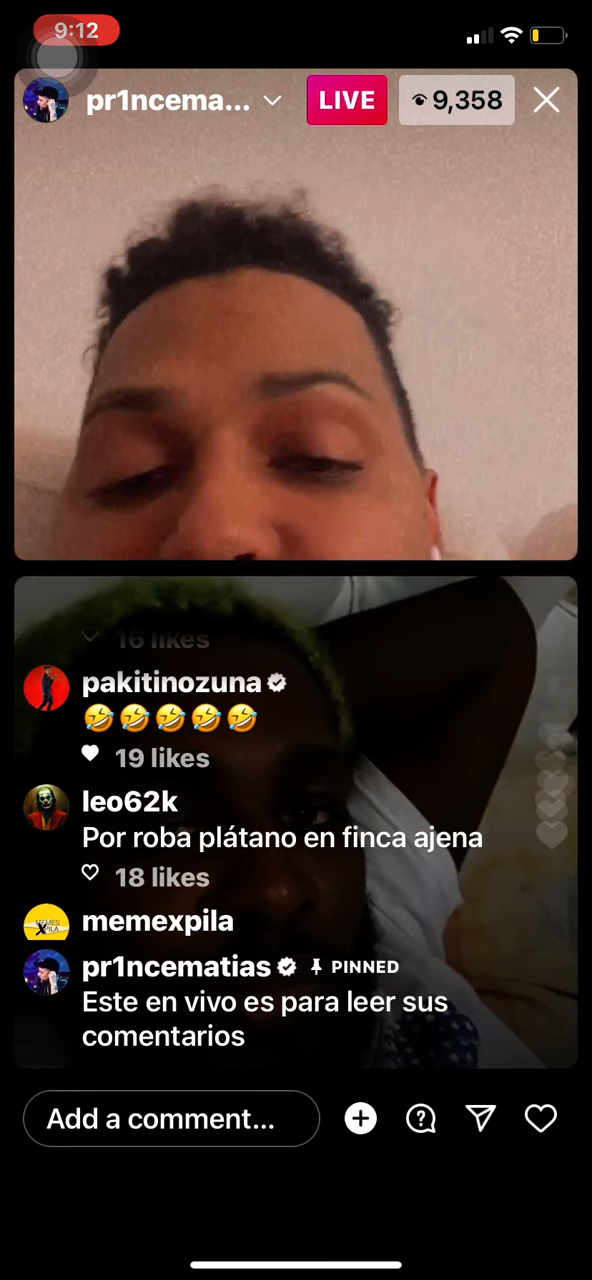 9:12
pr1ncema...
LIVE
9,358
16 likes
pakitinozuna
🤣🤣🤣🤣🤣
19 likes
leo62k
Por roba plátano en finca ajena
18 likes
memexpila
pr1ncematias PINNED
Este en vivo es para leer sus
comentarios
Add a comment...